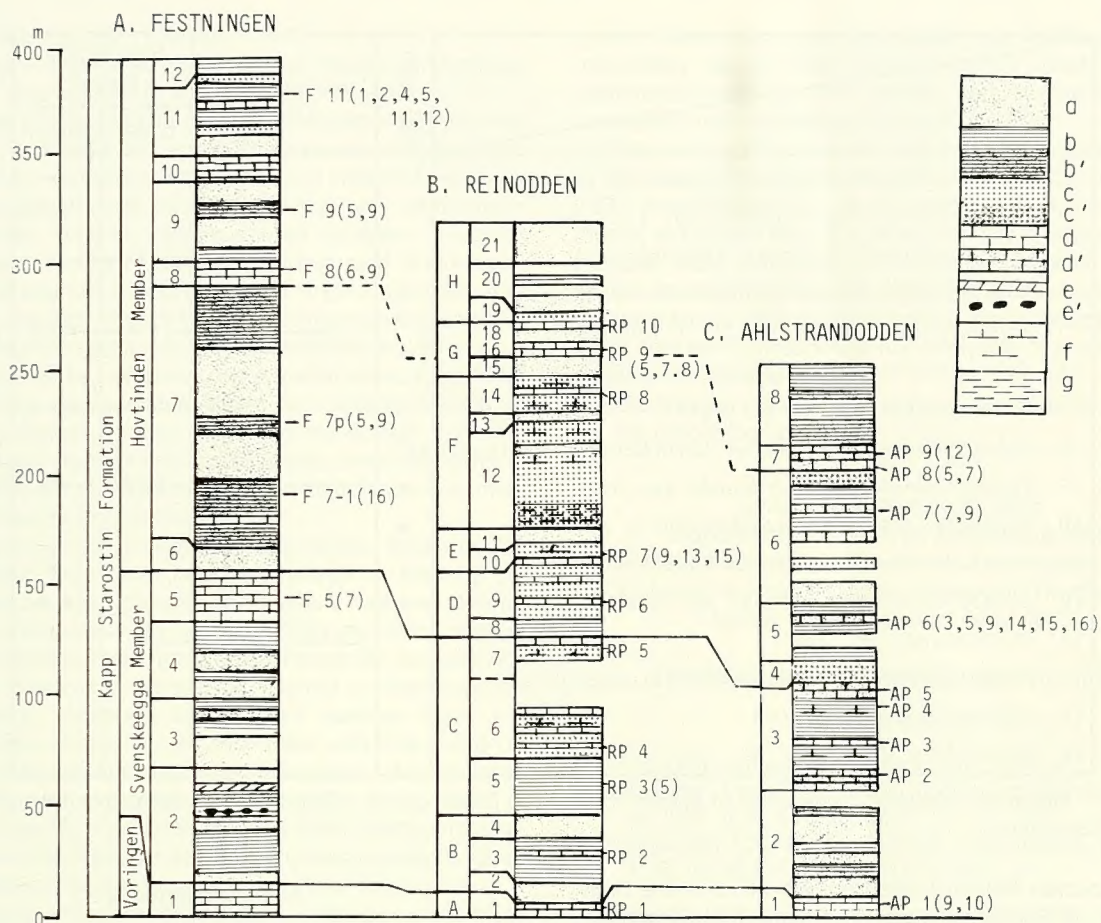 A. FESTNINGEN
m
400
350
300
250
200
150
100
50
0
Kapp Starostin Formation
Hovtinden Member
Svenskeegga Member
Voringen
12
11
10
9
8
7
6
5
4
3
2
1
F 11(1,2,4,5,
11,12)
F 9(5,9)
F 8(6,9)
F 7p(5,9)
F 7-1(16)
F 5(7)
B. REINODDEN
H
G
F
E
D
C
B
A
21
20
19
18
16
15
14
13
12
11
10
9
8
7
6
5
4
3
2
1
RP 10
RP 9
(5,7.8)
RP 8
RP 7(9,13,15)
RP 6
RP 5
RP 4
RP 3(5)
RP 2
RP 1
C. AHLSTRANDODDEN
8
7
6
5
4
3
2
1
AP 9(12)
AP 8(5,7)
AP 7(7,9)
AP 6(3,5,9,14,15,16)
AP 5
AP 4
AP 3
AP 2
AP 1(9,10)
a
b
b'
c
c'
d
d'
e
e'
f
g